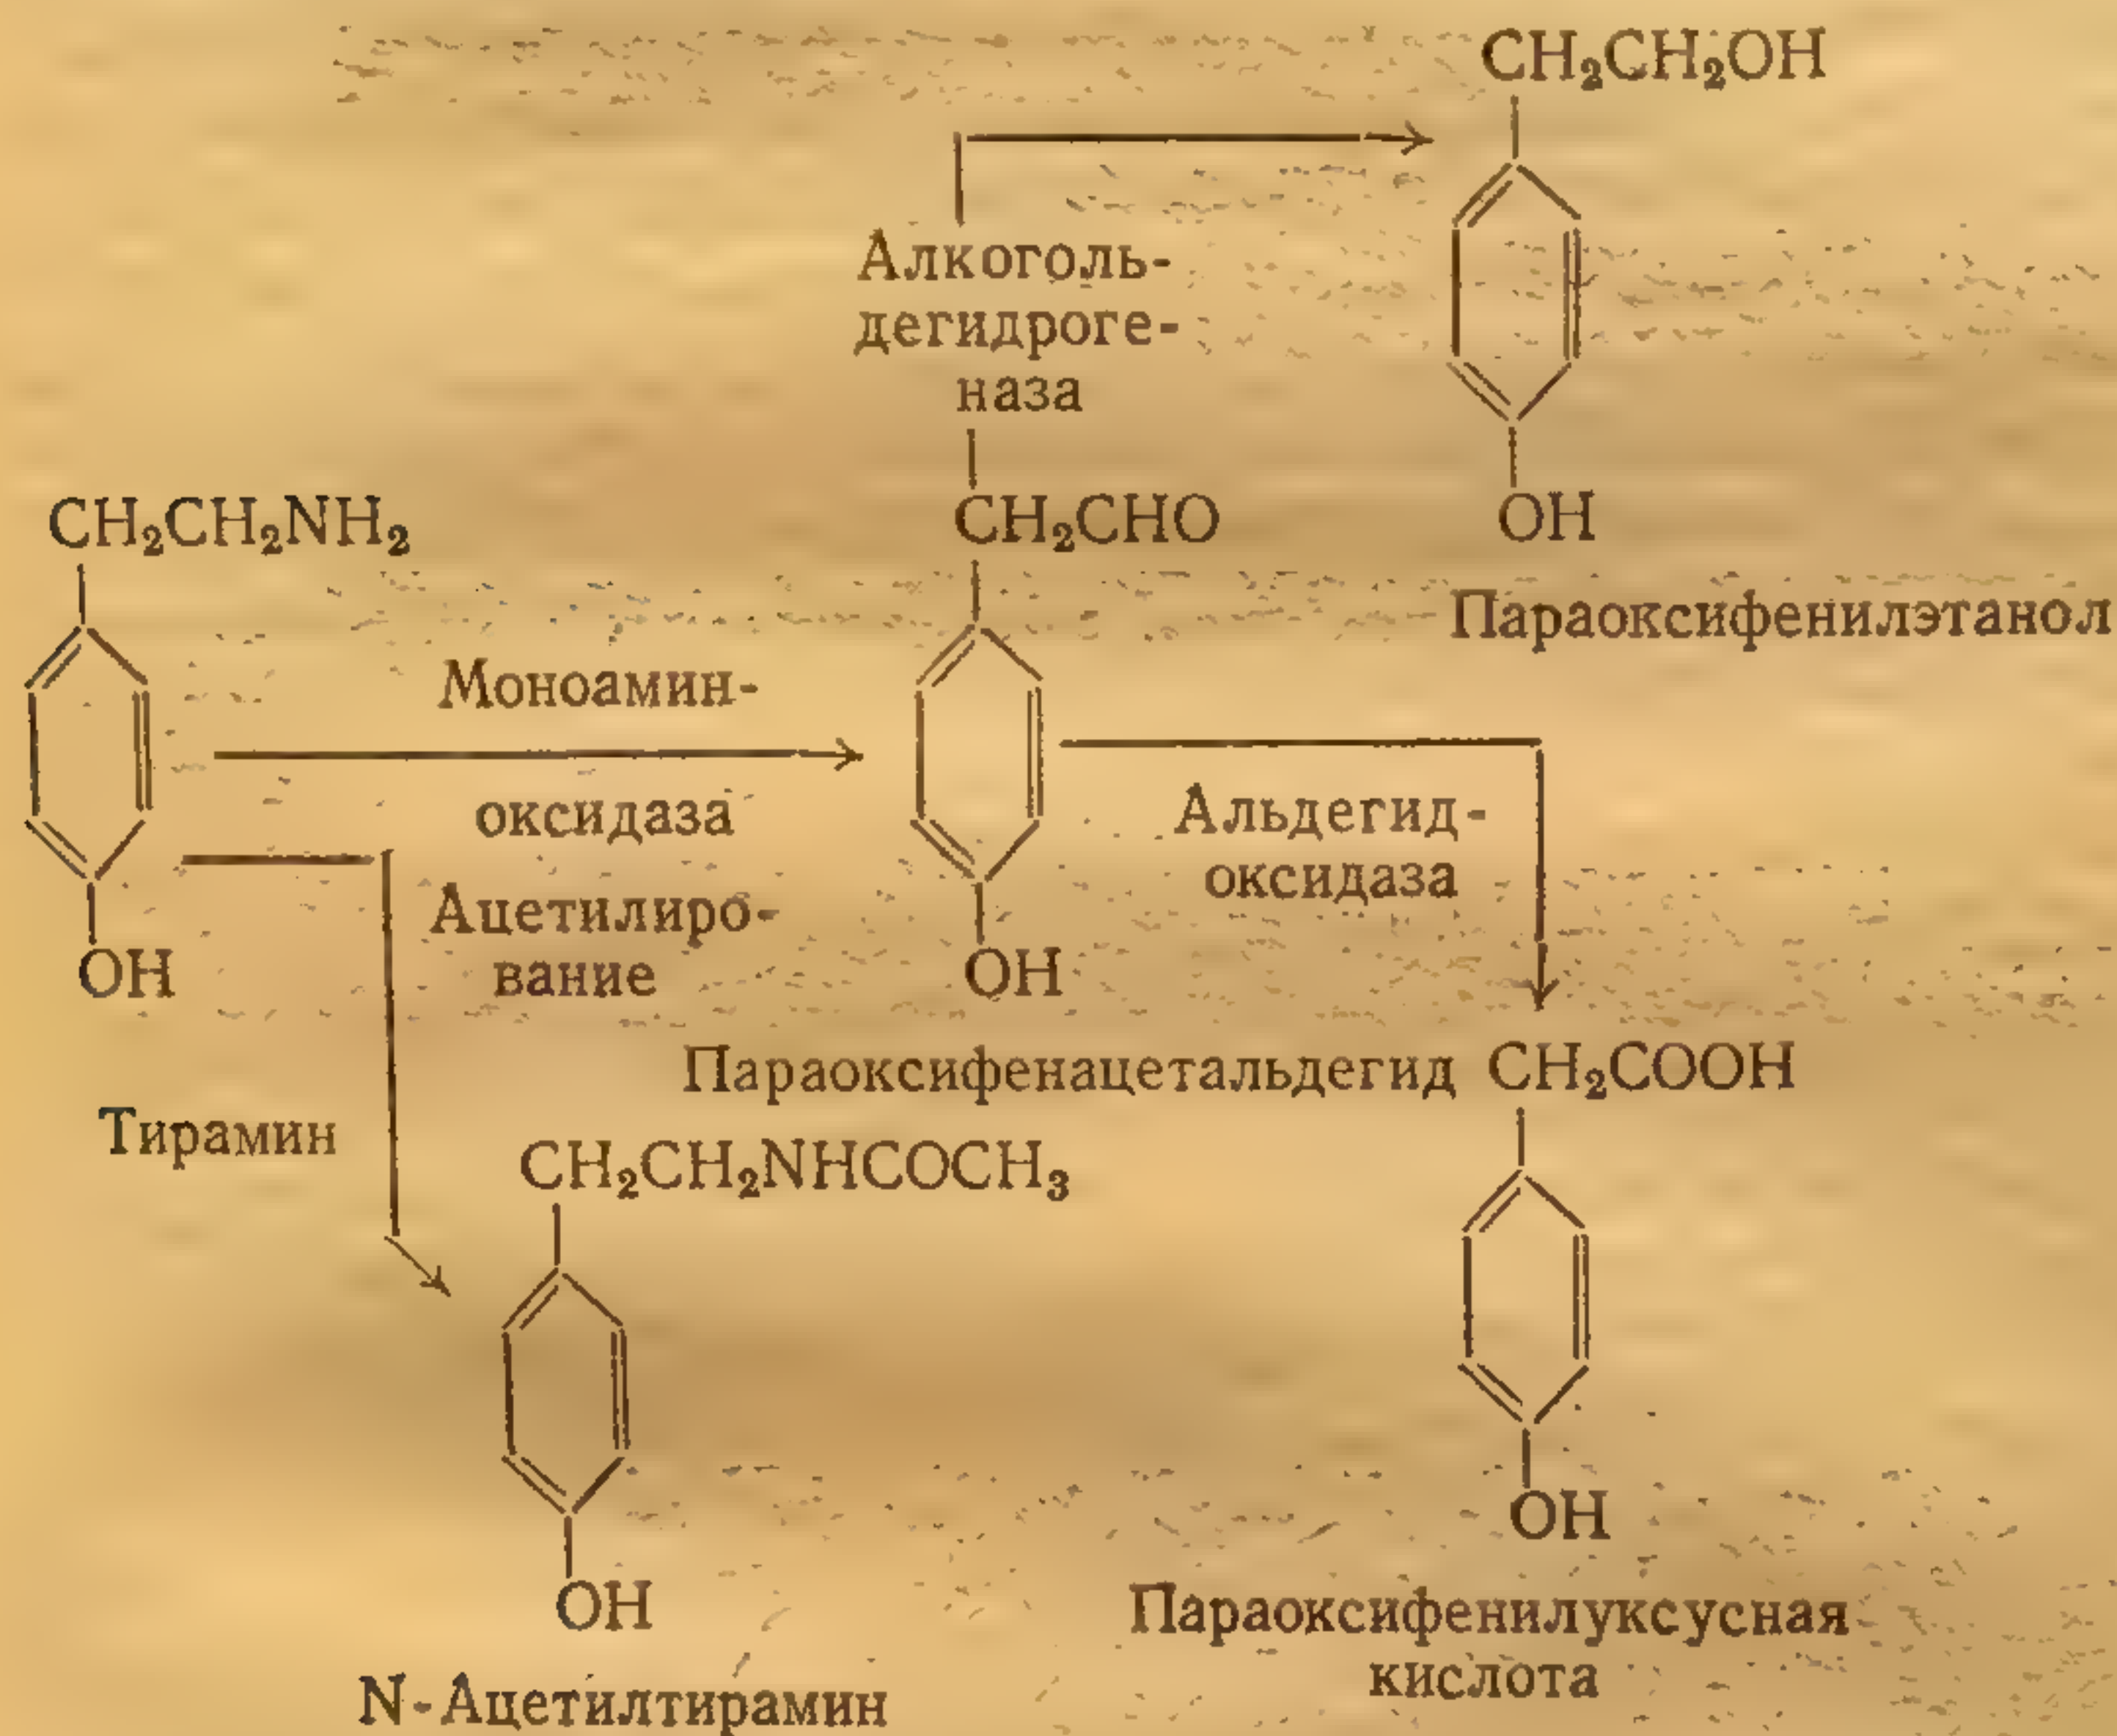 CH₂CH₂OH
Алкоголь-
дегидроге-
наза
CH₂CH₂NH₂
CH₂CHO
OH
Параоксифенилэтанол
Моноамин-
оксидаза
Альдегид-
оксидаза
Ацетилиро-
вание
OH
OH
Параоксифенацетальдегид
CH₂COOH
Тирамин
CH₂CH₂NHCOCH₃
OH
OH
Параоксифенилуксусная
кислота
N-Ацетилтирамин